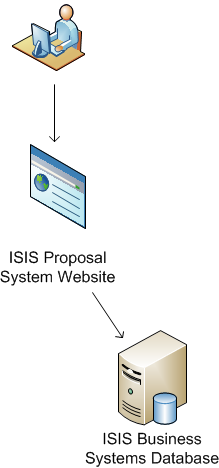 ISIS Proposal
System Website
ISIS Business
Systems Database